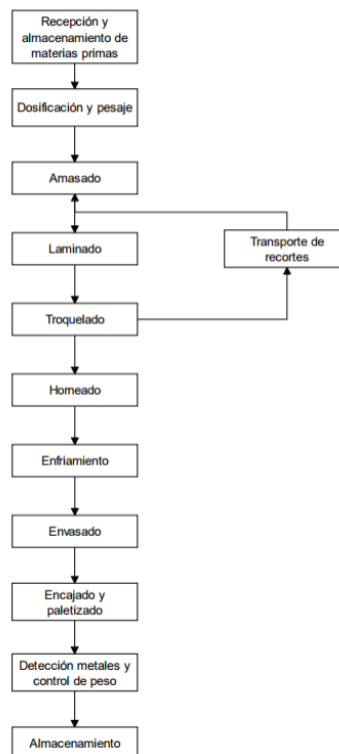 Recepción y
almacenamiento de
materias primas
Dosificación y pesaje
Amasado
Laminado
Transporte de
recortes
Troquelado
Horneado
Enfriamiento
Envasado
Encajado y
paletizado
Detección metales y
control de peso
Almacenamiento